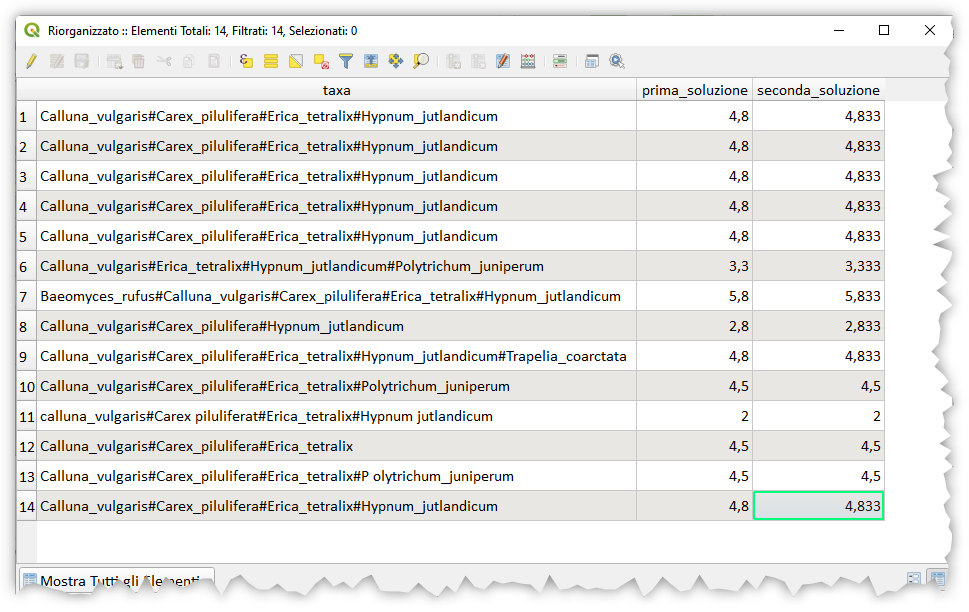 Riorganizzato :: Elementi Totali: 14, Filtrati: 14, Selezionati: 0
taxa prima_soluzione seconda_soluzione
1 Calluna_vulgaris#Carex_pilulifera#Erica_tetralix#Hypnum_jutlandicum 4,8 4,833
2 Calluna_vulgaris#Carex_pilulifera#Erica_tetralix#Hypnum_jutlandicum 4,8 4,833
3 Calluna_vulgaris#Carex_pilulifera#Erica_tetralix#Hypnum_jutlandicum 4,8 4,833
4 Calluna_vulgaris#Carex_pilulifera#Erica_tetralix#Hypnum_jutlandicum 4,8 4,833
5 Calluna_vulgaris#Carex_pilulifera#Erica_tetralix#Hypnum_jutlandicum 4,8 4,833
6 Calluna_vulgaris#Erica_tetralix#Hypnum_jutlandicum#Polytrichum_juniperum 3,3 3,333
7 Baeomyces_rufus#Calluna_vulgaris#Carex_pilulifera#Erica_tetralix#Hypnum_jutlandicum 5,8 5,833
8 Calluna_vulgaris#Carex_pilulifera#Hypnum_jutlandicum 2,8 2,833
9 Calluna_vulgaris#Carex_pilulifera#Erica_tetralix#Hypnum_jutlandicum#Trapelia_coarctata 4,8 4,833
10 Calluna_vulgaris#Carex_pilulifera#Erica_tetralix#Polytrichum_juniperum 4,5 4,5
11 calluna_vulgaris#Carex piluliferat#Erica_tetralix#Hypnum jutlandicum 2 2
12 Calluna_vulgaris#Carex_pilulifera#Erica_tetralix 4,5 4,5
13 Calluna_vulgaris#Carex_pilulifera#Erica_tetralix#P olytrichum_juniperum 4,5 4,5
14 Calluna_vulgaris#Carex_pilulifera#Erica_tetralix#Hypnum_jutlandicum 4,8 4,833
Mostra Tutti gli Elementi